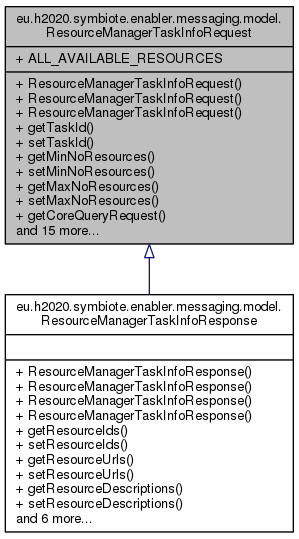 eu.h2020.symbiote.enabler.messaging.model.
ResourceManagerTaskInfoRequest
+ ALL_AVAILABLE_RESOURCES
+ ResourceManagerTaskInfoRequest()
+ ResourceManagerTaskInfoRequest()
+ ResourceManagerTaskInfoRequest()
+ getTaskId()
+ setTaskId()
+ getMinNoResources()
+ setMinNoResources()
+ getMaxNoResources()
+ setMaxNoResources()
+ getCoreQueryRequest()
and 15 more...
eu.h2020.symbiote.enabler.messaging.model.
ResourceManagerTaskInfoResponse
+ ResourceManagerTaskInfoResponse()
+ ResourceManagerTaskInfoResponse()
+ ResourceManagerTaskInfoResponse()
+ ResourceManagerTaskInfoResponse()
+ getResourceIds()
+ setResourceIds()
+ getResourceUrls()
+ setResourceUrls()
+ getResourceDescriptions()
+ setResourceDescriptions()
and 6 more...